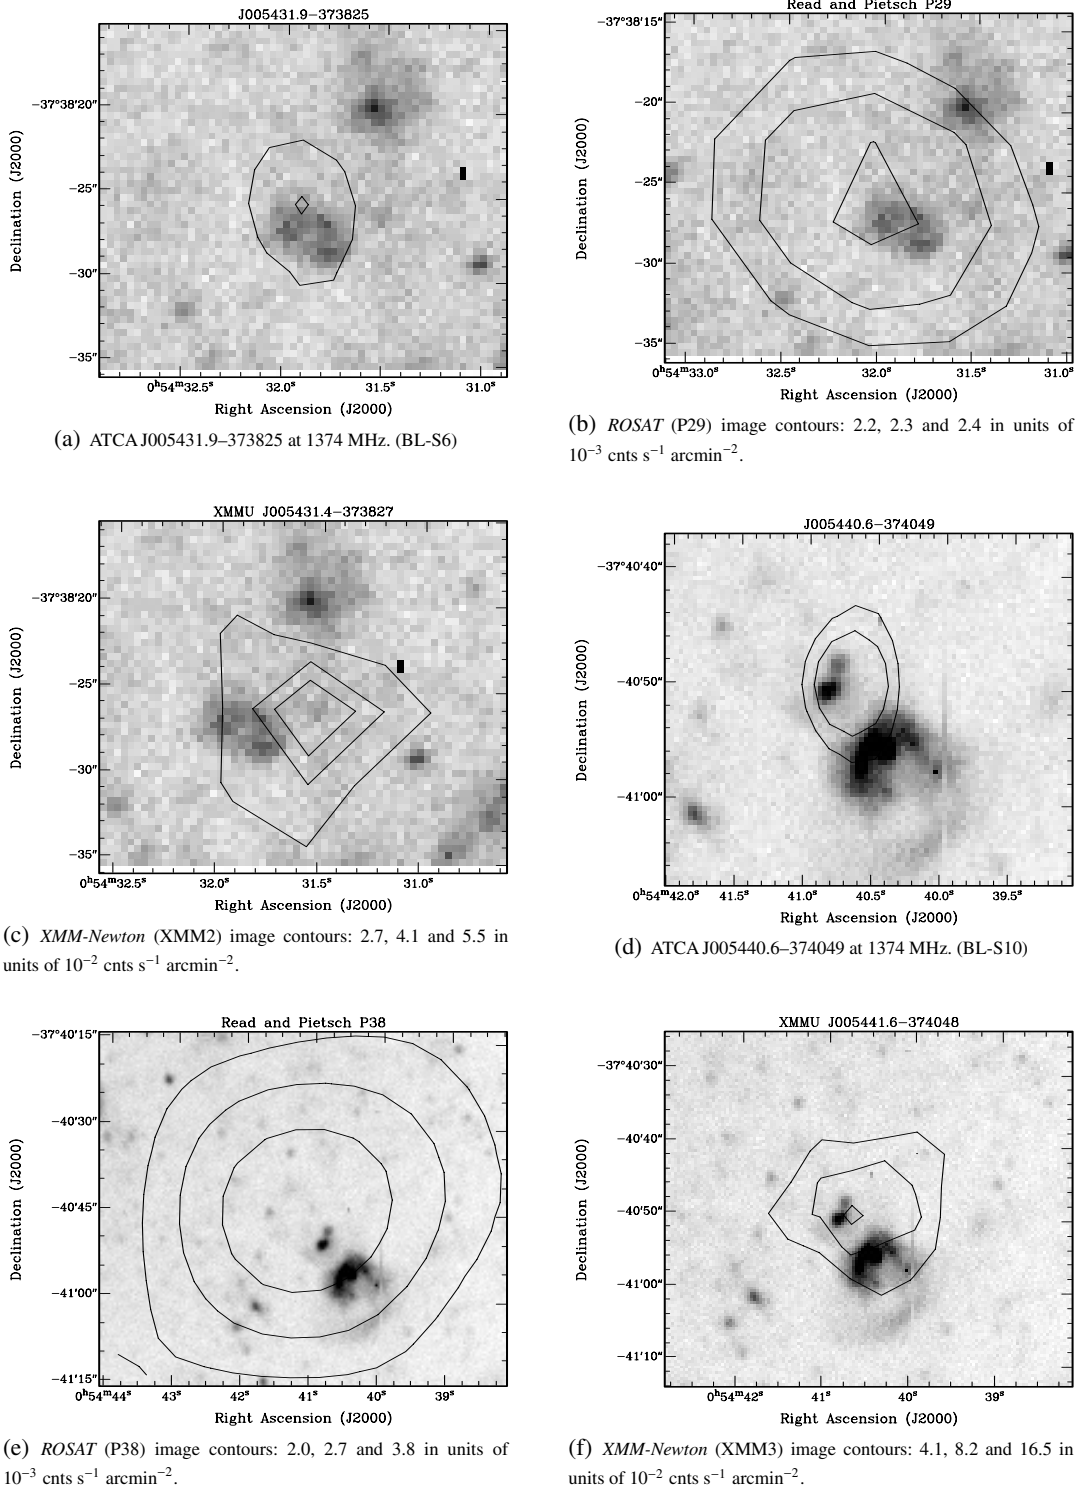 J005431.9−373825
Declination (J2000)
−37°38′20″
−25″
−30″
−35″
0ʰ54ᵐ32.5ˢ 32.0ˢ 31.5ˢ 31.0ˢ
Right Ascension (J2000)
(a) ATCA J005431.9–373825 at 1374 MHz. (BL-S6)
Read and Pietsch P29
Declination (J2000)
−37°38′15″
−20″
−25″
−30″
−35″
0ʰ54ᵐ33.0ˢ 32.5ˢ 32.0ˢ 31.5ˢ 31.0ˢ
Right Ascension (J2000)
(b) ROSAT (P29) image contours: 2.2, 2.3 and 2.4 in units of
10⁻³ cnts s⁻¹ arcmin⁻².
XMMU J005431.4−373827
Declination (J2000)
−37°38′20″
−25″
−30″
−35″
0ʰ54ᵐ32.5ˢ 32.0ˢ 31.5ˢ 31.0ˢ
Right Ascension (J2000)
(c) XMM-Newton (XMM2) image contours: 2.7, 4.1 and 5.5 in
units of 10⁻² cnts s⁻¹ arcmin⁻².
J005440.6−374049
Declination (J2000)
−37°40′40″
−40′50″
−41′00″
0ʰ54ᵐ42.0ˢ 41.5ˢ 41.0ˢ 40.5ˢ 40.0ˢ 39.5ˢ
Right Ascension (J2000)
(d) ATCA J005440.6–374049 at 1374 MHz. (BL-S10)
Read and Pietsch P38
Declination (J2000)
−37°40′15″
−40′30″
−40′45″
−41′00″
−41′15″
0ʰ54ᵐ44ˢ 43ˢ 42ˢ 41ˢ 40ˢ 39ˢ
Right Ascension (J2000)
(e) ROSAT (P38) image contours: 2.0, 2.7 and 3.8 in units of
10⁻³ cnts s⁻¹ arcmin⁻².
XMMU J005441.6−374048
Declination (J2000)
−37°40′30″
−40′40″
−40′50″
−41′00″
−41′10″
0ʰ54ᵐ42ˢ 41ˢ 40ˢ 39ˢ
Right Ascension (J2000)
(f) XMM-Newton (XMM3) image contours: 4.1, 8.2 and 16.5 in
units of 10⁻² cnts s⁻¹ arcmin⁻².